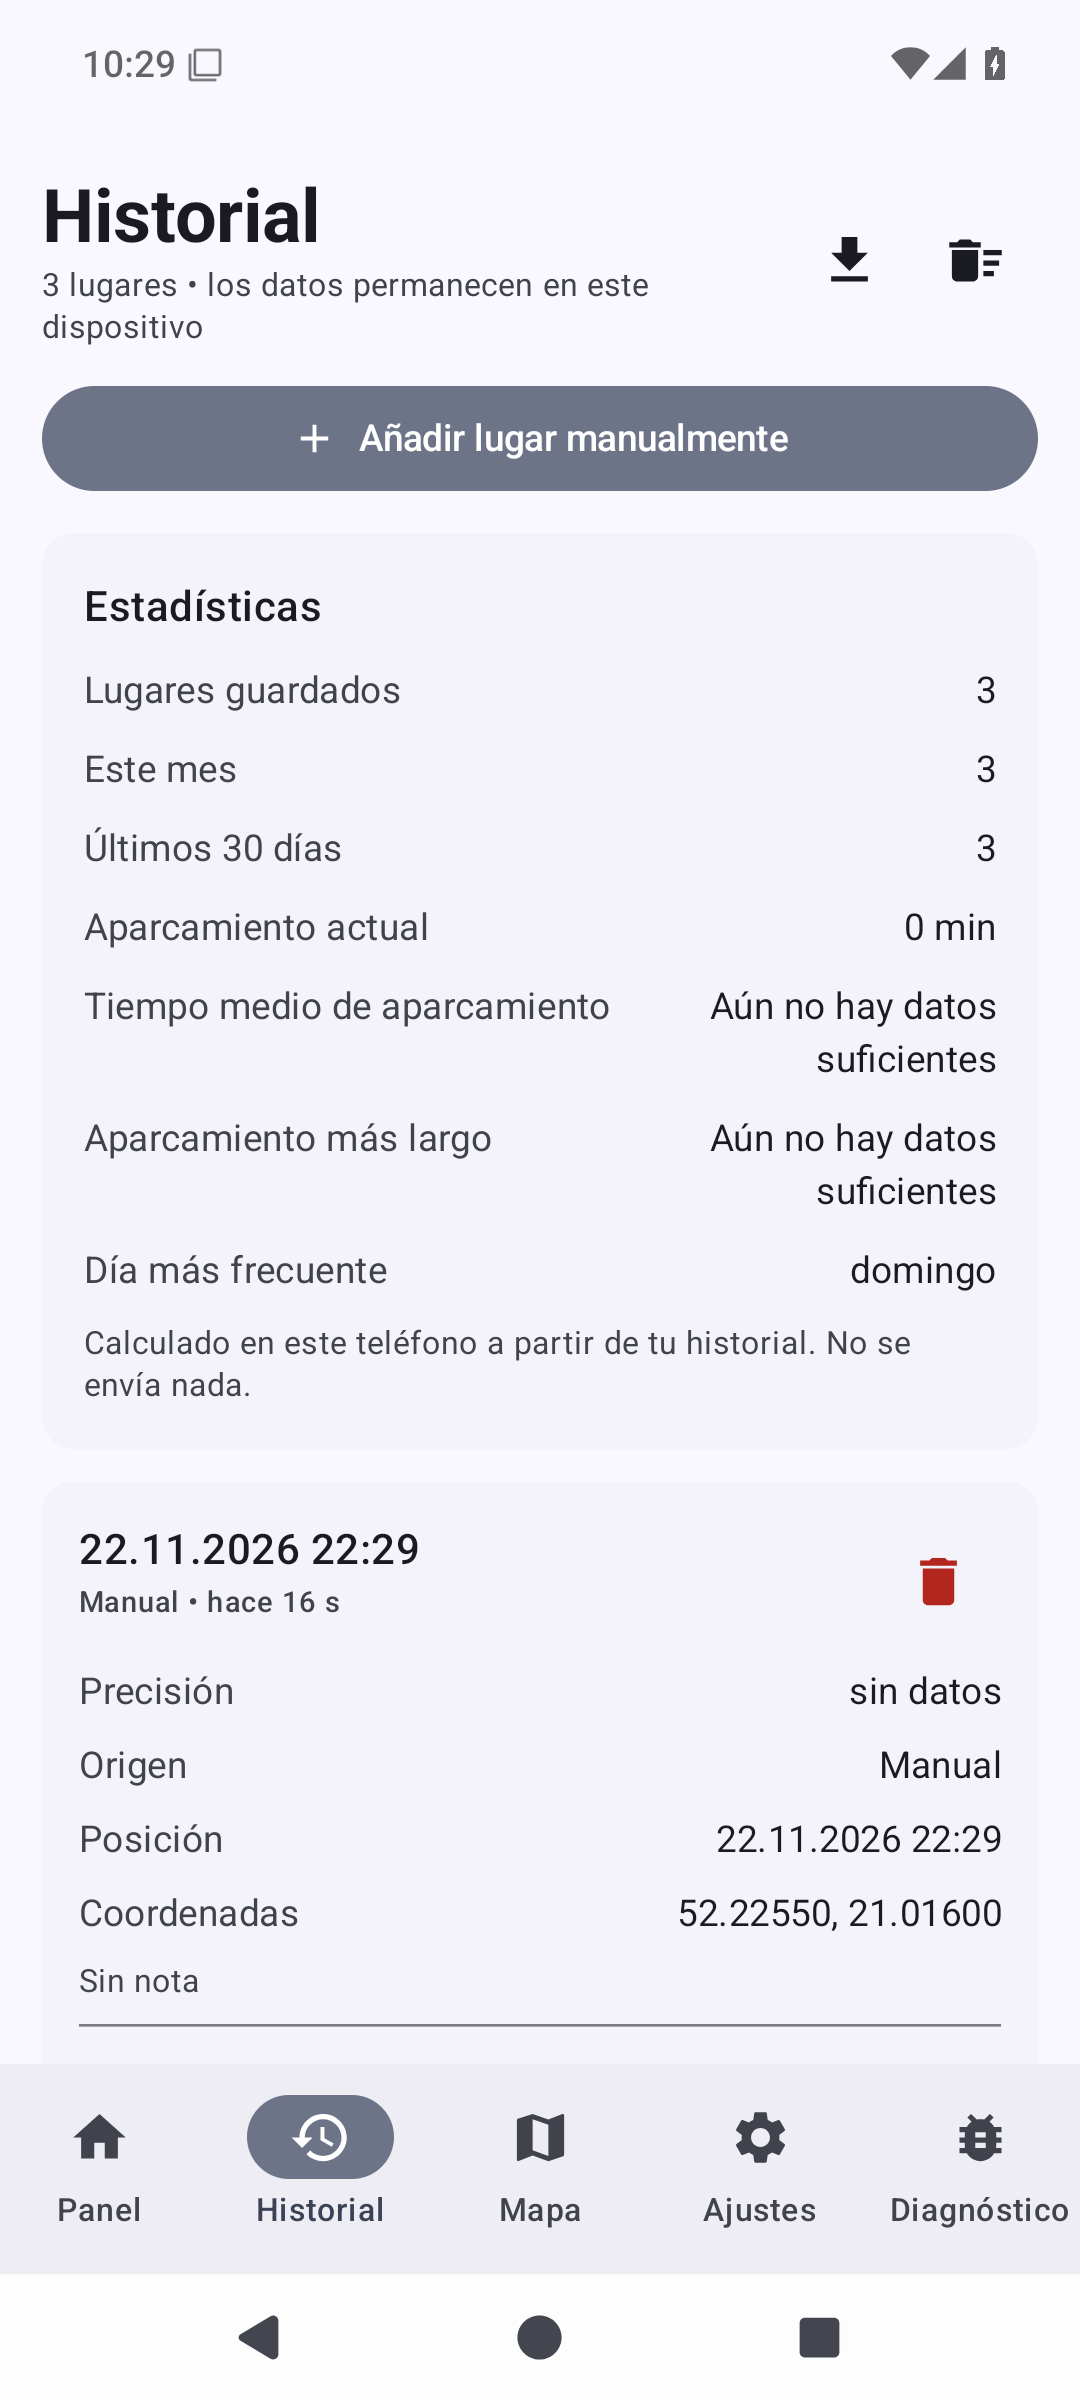 10:29
Historial
3 lugares • los datos permanecen en este
dispositivo
Añadir lugar manualmente
Estadísticas
Lugares guardados 3
Este mes 3
Últimos 30 días 3
Aparcamiento actual 0 min
Tiempo medio de aparcamiento Aún no hay datos
suficientes
Aparcamiento más largo Aún no hay datos
suficientes
Día más frecuente domingo
Calculado en este teléfono a partir de tu historial. No se
envía nada.
22.11.2026 22:29
Manual • hace 16 s
Precisión sin datos
Origen Manual
Posición 22.11.2026 22:29
Coordenadas 52.22550, 21.01600
Sin nota
Panel Historial Mapa Ajustes Diagnóstico